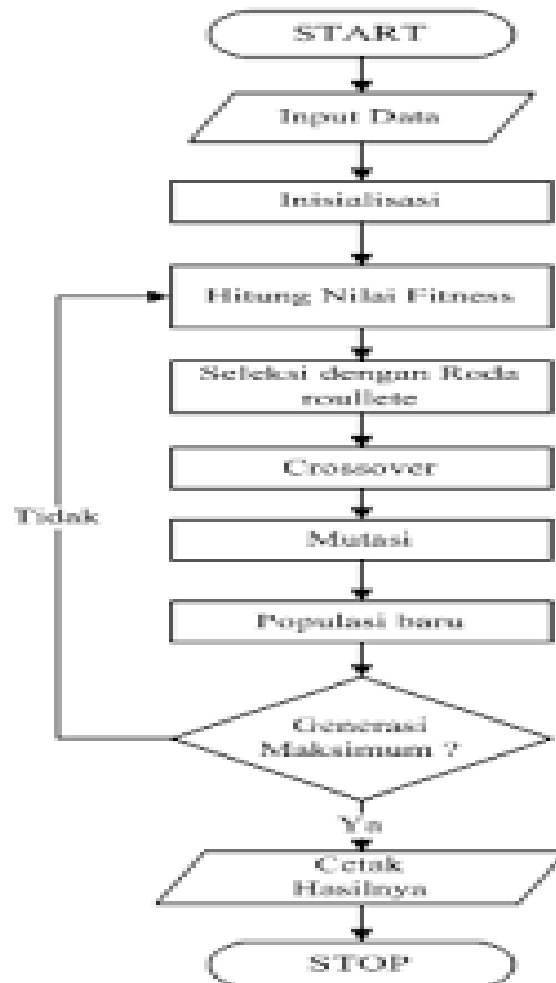 START
Input Data
Inisialisasi
Hitung Nilai Fitness
Seleksi dengan Roda
roullete
Crossover
Tidak
Mutasi
Populasi baru
Generasi
Maksimum ?
Ya
Cetak
Hasilnya
STOP